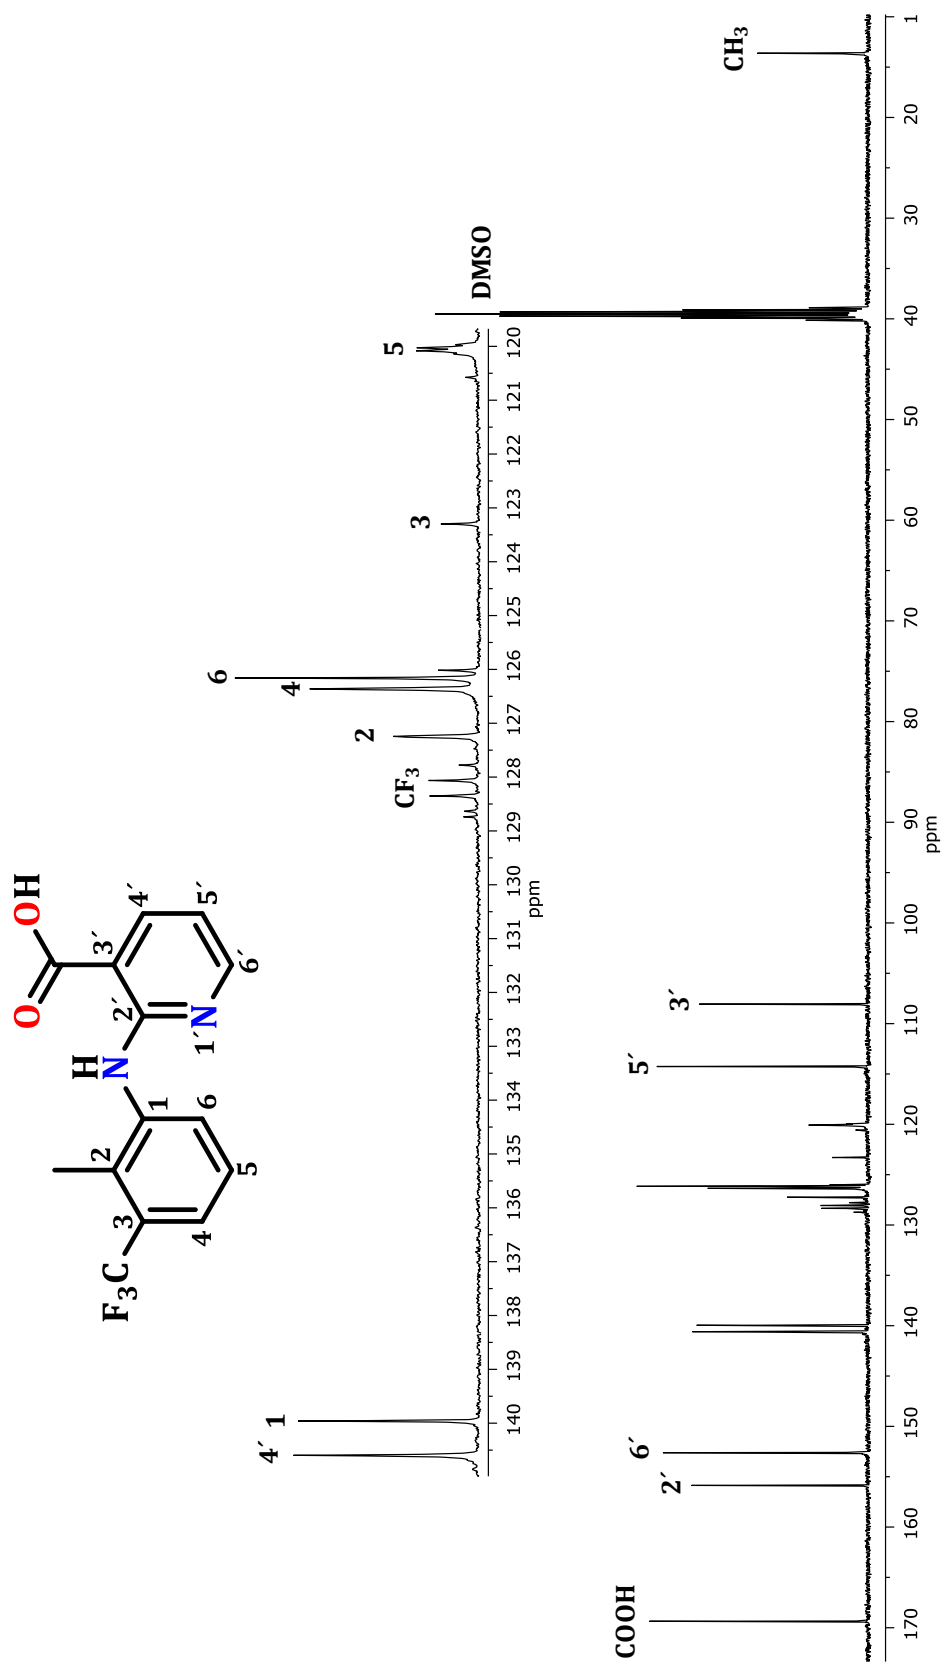 O OH
H
N
F₃C 3 2 1 2´ 3´ 4´
4 5 6 1´ N 6´ 5´
4´ 1 CF₃ 2 4 6 3 5
140 139 138 137 136 135 134 133 132 131 130 129 128 127 126 125 124 123 122 121 120
ppm
DMSO
COOH 2´ 6´ 5´ 3´ CH₃
170 160 150 140 130 120 110 100 90 80 70 60 50 40 30 20 1
ppm